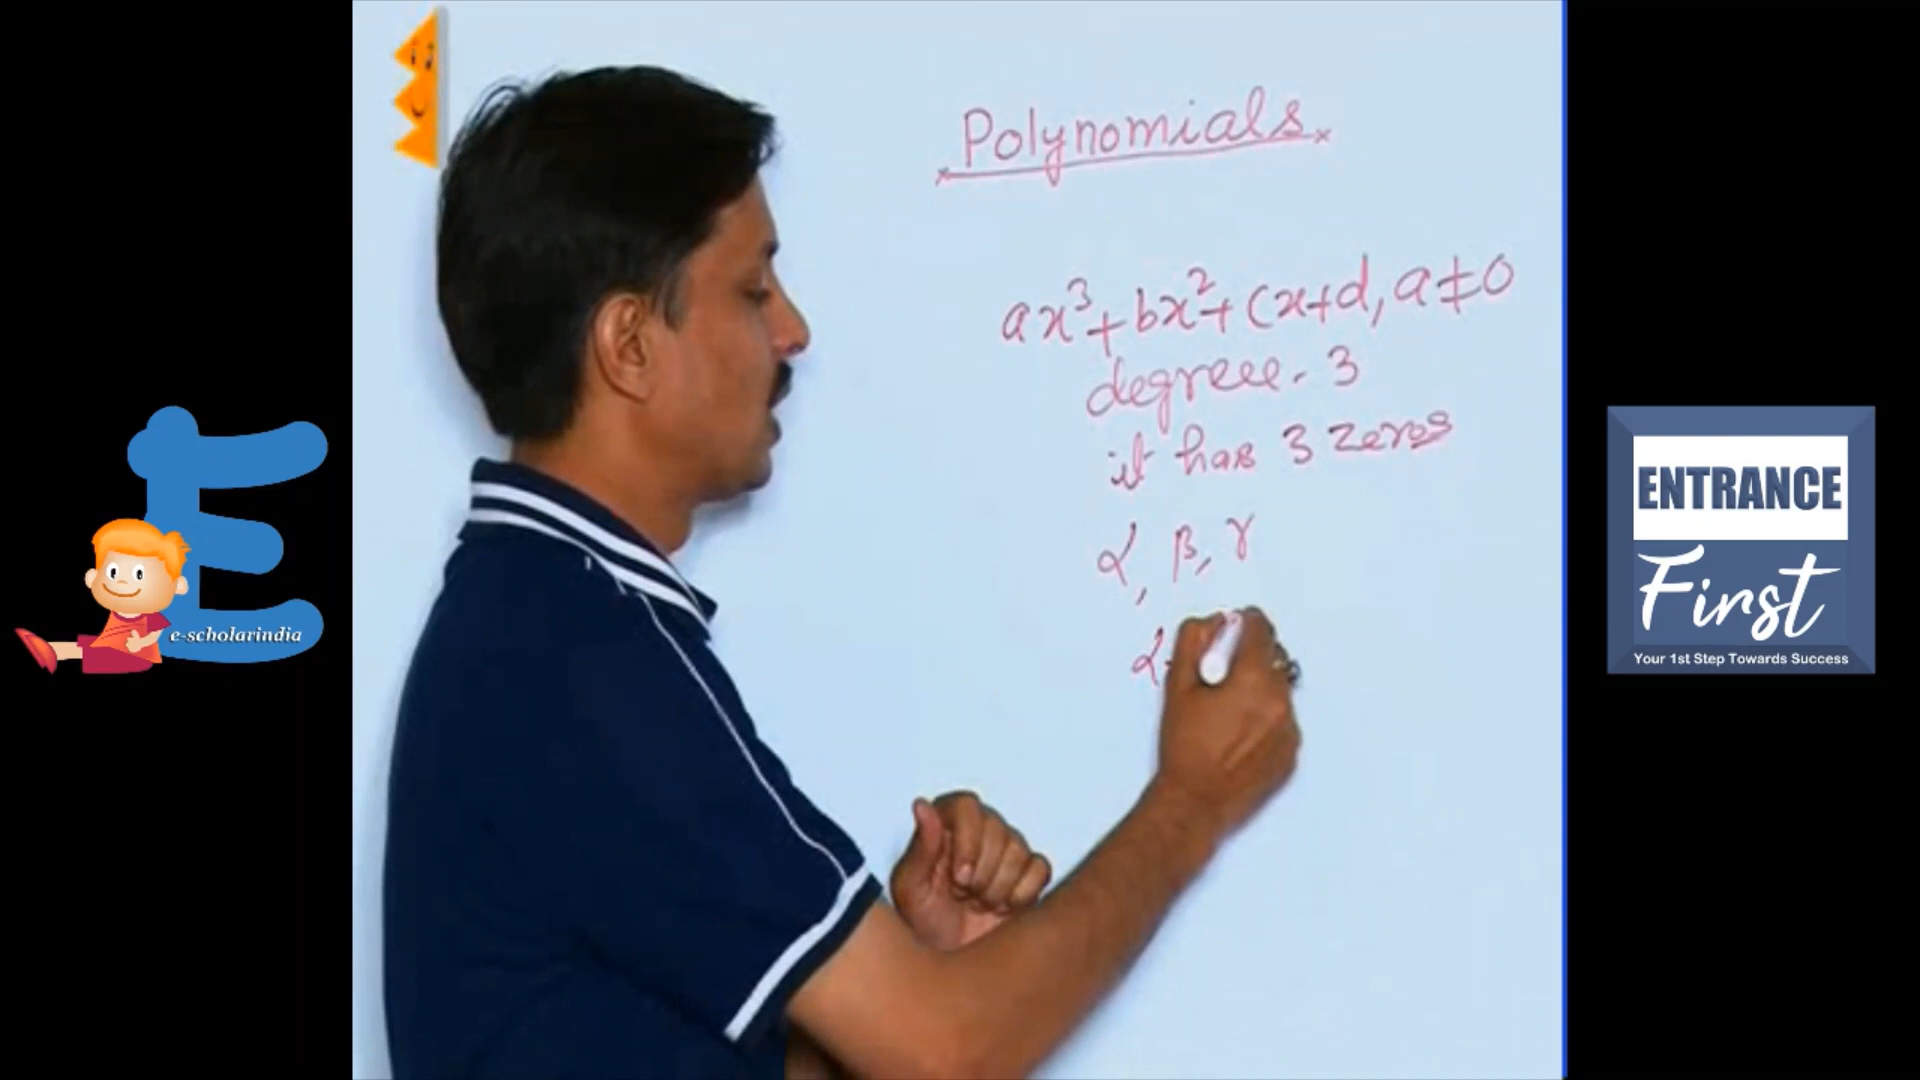 Polynomials
ax³+bx²+cx+d, a≠0
degreee. 3
it has 3 zeros
α, β, γ
α+
e-scholarindia
ENTRANCE
First
Your 1st Step Towards Success